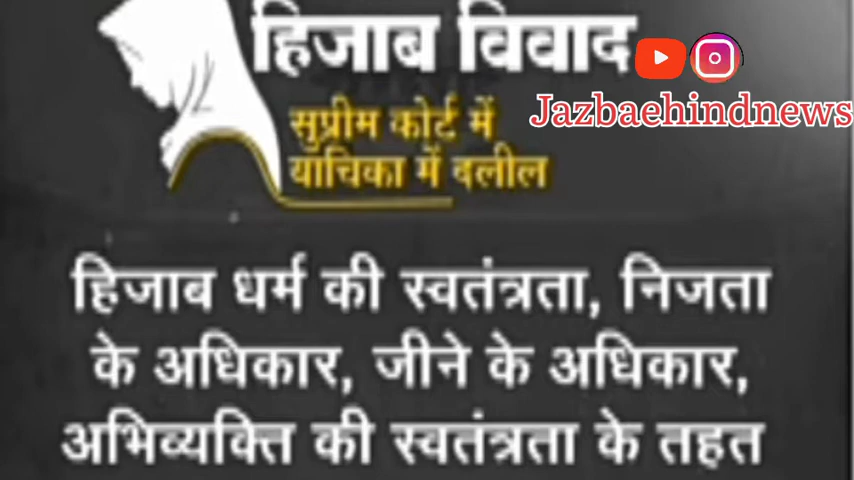 हिजाब विवाद
Jazbaehindnews
सुप्रीम कोर्ट में
याचिका में दलील
हिजाब धर्म की स्वतंत्रता, निजता
के अधिकार, जीने के अधिकार,
अभिव्यक्ति की स्वतंत्रता के तहत